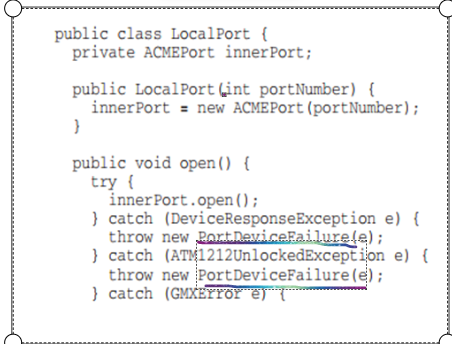 public class LocalPort {
private ACMEPort innerPort;
public LocalPort(int portNumber) {
innerPort = new ACMEPort(portNumber);
}
public void open() {
try {
innerPort.open();
} catch (DeviceResponseException e) {
throw new PortDeviceFailure(e);
} catch (ATM1212UnlockedException e) {
throw new PortDeviceFailure(e);
} catch (GMXError e) {